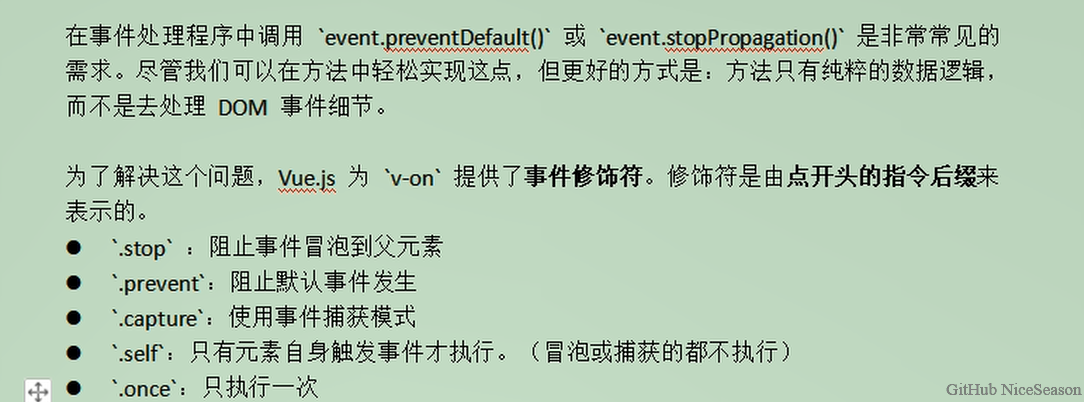 在事件处理程序中调用 `event.preventDefault()` 或 `event.stopPropagation()` 是非常常见的
需求。尽管我们可以在方法中轻松实现这点，但更好的方式是：方法只有纯粹的数据逻辑，
而不是去处理 DOM 事件细节。
为了解决这个问题，Vue.js 为 `v-on` 提供了事件修饰符。修饰符是由点开头的指令后缀来
表示的。
● `.stop` ：阻止事件冒泡到父元素
● `.prevent`：阻止默认事件发生
● `.capture`：使用事件捕获模式
● `.self`：只有元素自身触发事件才执行。（冒泡或捕获的都不执行）
● `.once`：只执行一次
GitHub NiceSeason